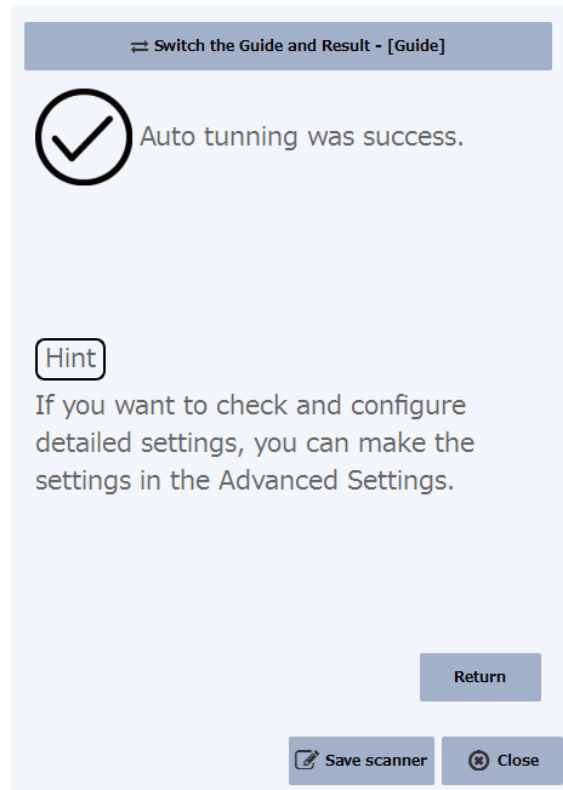 ⇄ Switch the Guide and Result - [Guide]
Auto tunning was success.
Hint
If you want to check and configure
detailed settings, you can make the
settings in the Advanced Settings.
Return
Save scanner
Close